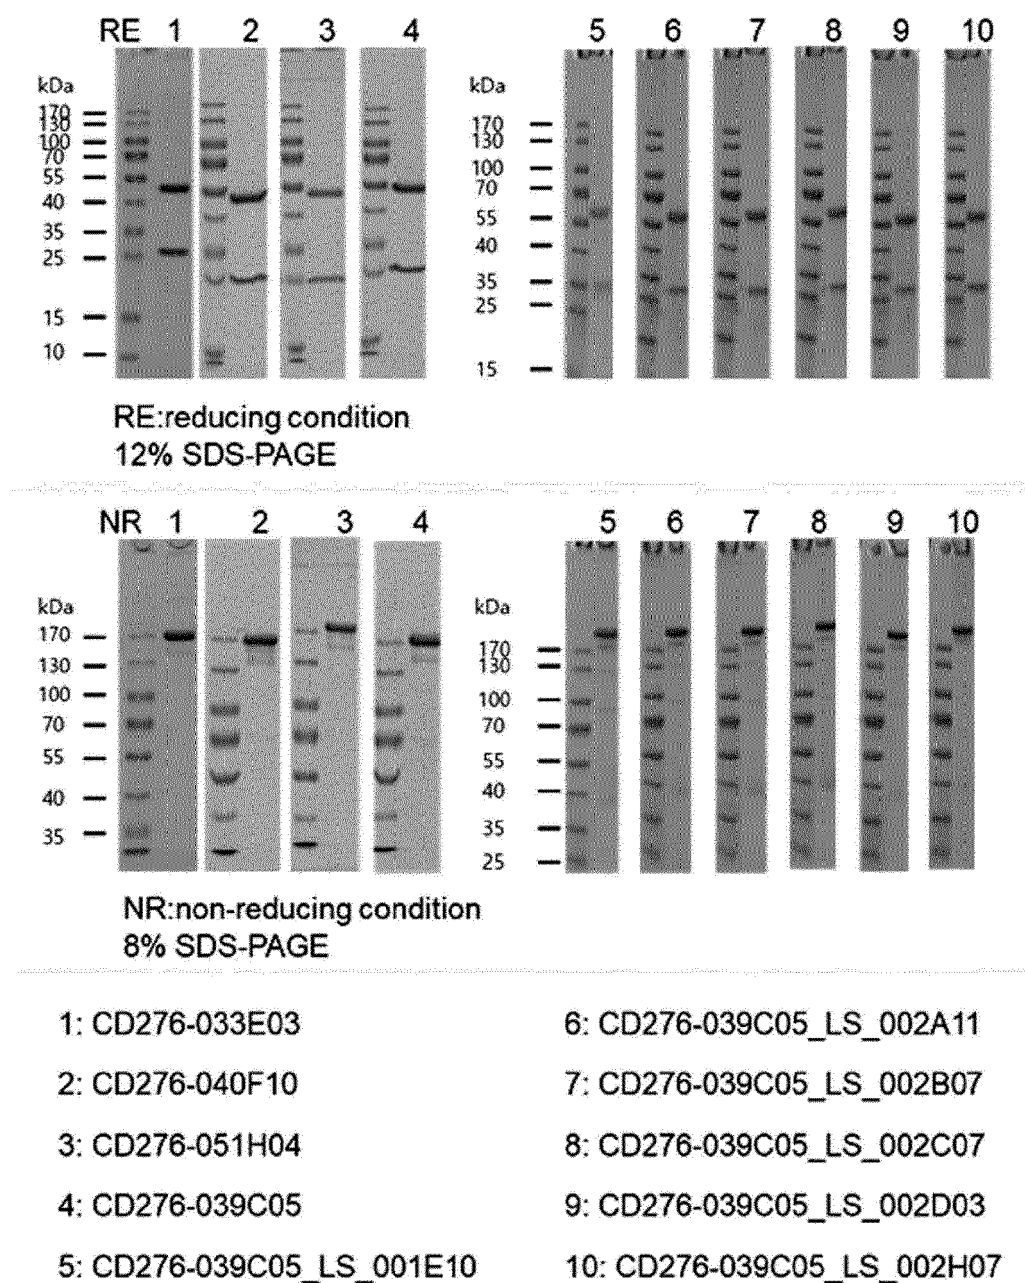 RE 1 2 3 4 5 6 7 8 9 10
kDa
170
130
100
70
55
40
35
25
15
10
kDa
170
130
100
70
55
40
35
25
15
RE:reducing condition
12% SDS-PAGE
NR 1 2 3 4 5 6 7 8 9 10
kDa
170
130
100
70
55
40
35
kDa
170
130
100
70
55
40
35
25
NR:non-reducing condition
8% SDS-PAGE
1: CD276-033E03
2: CD276-040F10
3: CD276-051H04
4: CD276-039C05
5: CD276-039C05_LS_001E10
6: CD276-039C05_LS_002A11
7: CD276-039C05_LS_002B07
8: CD276-039C05_LS_002C07
9: CD276-039C05_LS_002D03
10: CD276-039C05_LS_002H07